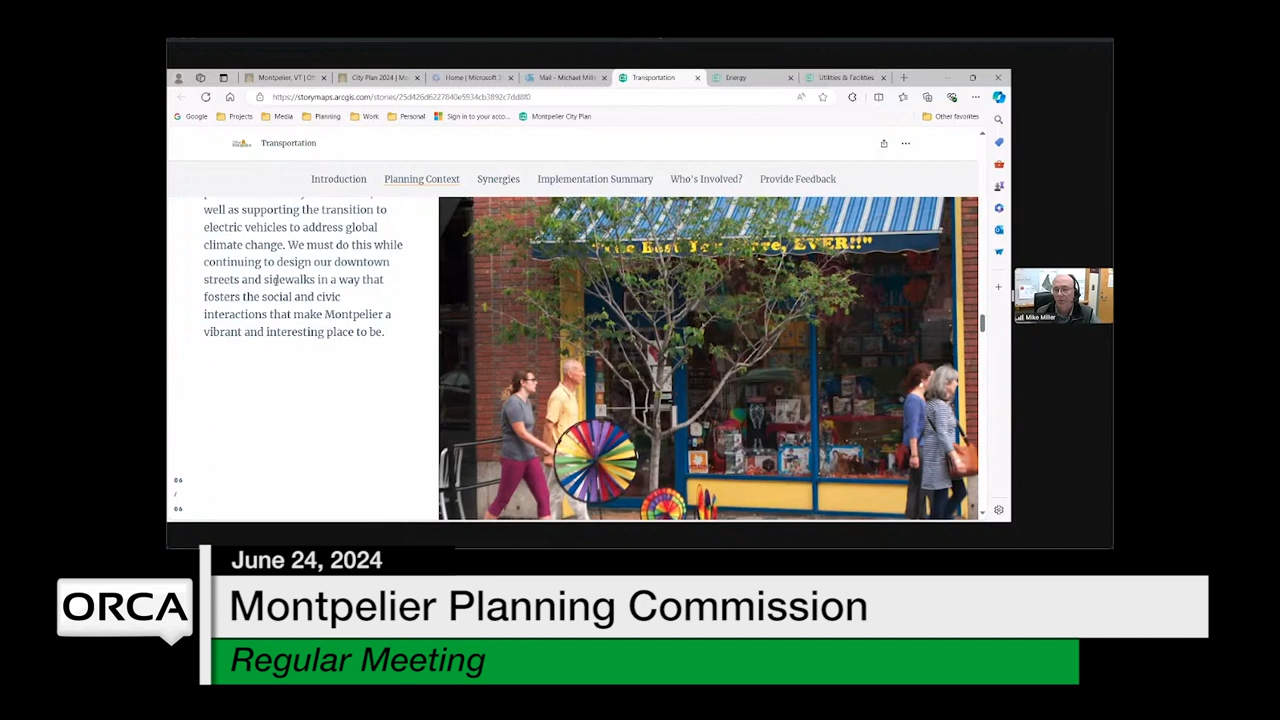 Montpelier, VT | Of
City Plan 2024 | Mo
Home | Microsoft
Mail - Michael Mill
Transportation
Energy
Utilities & Facilities
https://storymaps.arcgis.com/stories/25d426d6227840e5934cb3892c7dd8f0
Google
Projects
Media
Planning
Work
Personal
Sign in to your acco...
Montpelier City Plan
Other favorites
Transportation
Introduction
Planning Context
Synergies
Implementation Summary
Who's Involved?
Provide Feedback
well as supporting the transition to
electric vehicles to address global
climate change. We must do this while
continuing to design our downtown
streets and sidewalks in a way that
fosters the social and civic
interactions that make Montpelier a
vibrant and interesting place to be.
06
/
06
EVER!!"
Mike Miller
June 24, 2024
ORCA
Montpelier Planning Commission
Regular Meeting